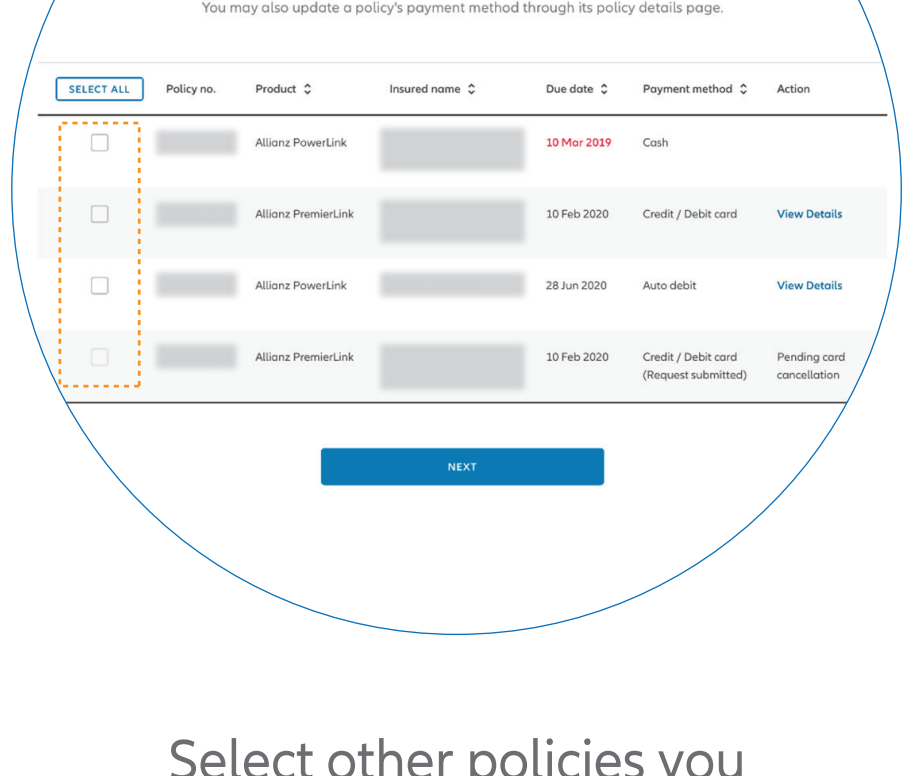 You may also update a policy's payment method through its policy details page.
SELECT ALL Policy no. Product Insured name Due date Payment method Action
Allianz PowerLink 10 Mar 2019 Cash
Allianz PremierLink 10 Feb 2020 Credit / Debit card View Details
Allianz PowerLink 28 Jun 2020 Auto debit View Details
Allianz PremierLink 10 Feb 2020 Credit / Debit card Pending card
(Request submitted) cancellation
NEXT
Select other policies you